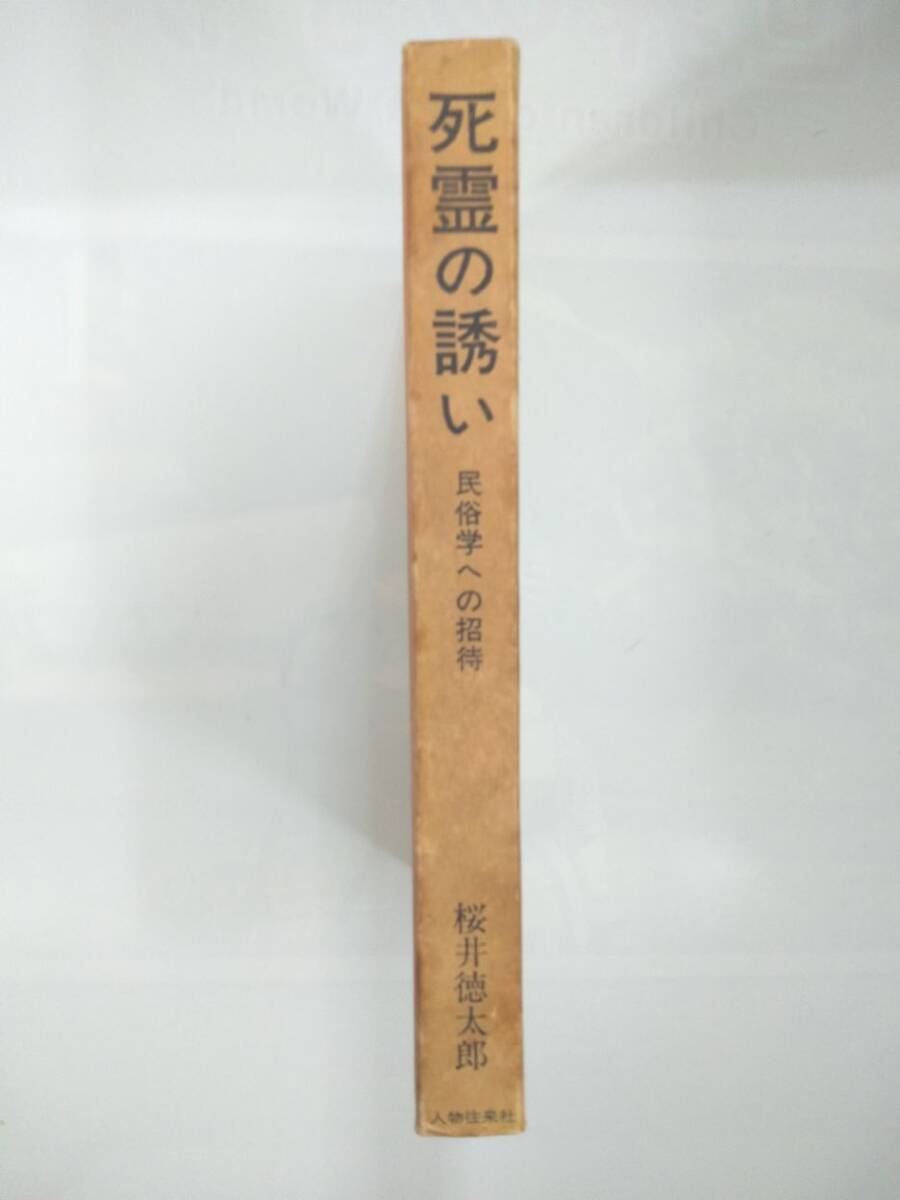 死霊の誘い
民俗学への招待
桜井徳太郎
人物往来社